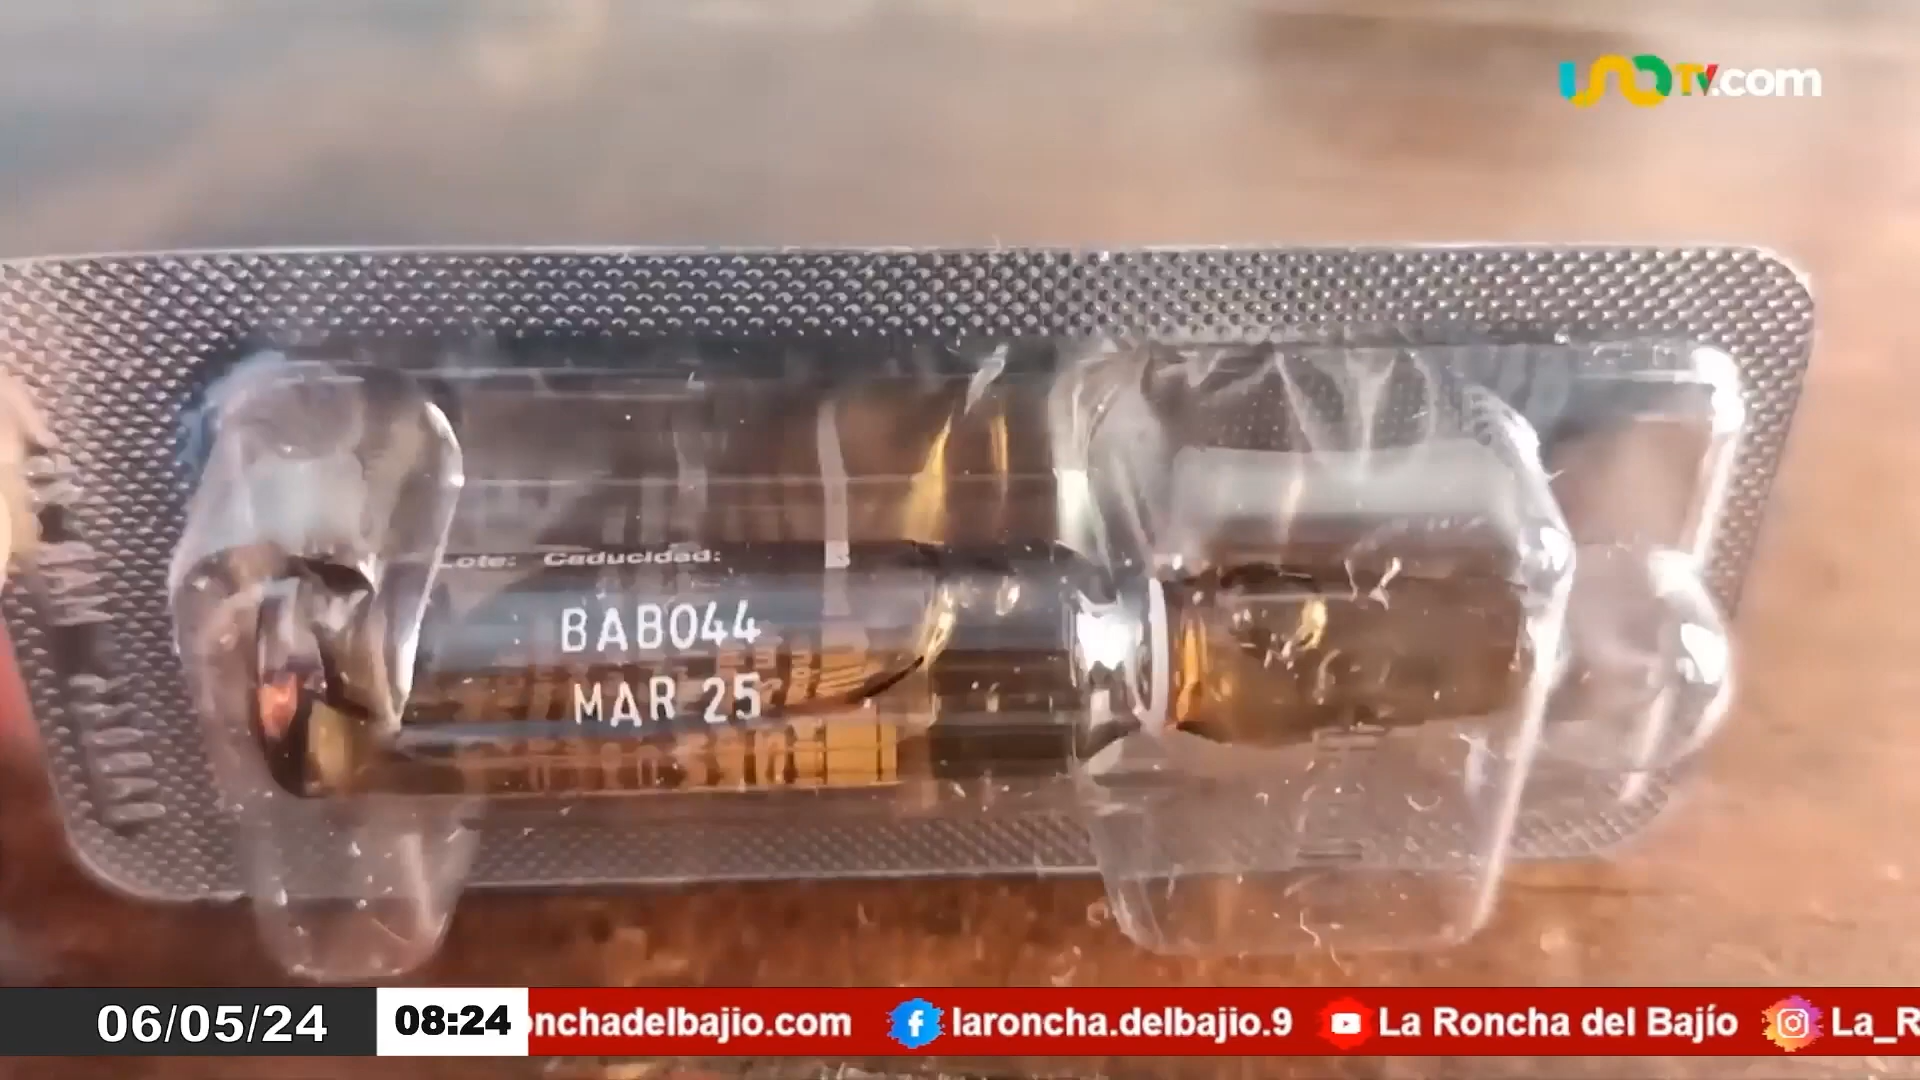 unoTV.com
Lote: Caducidad:
BAB044
MAR 25
06/05/24
08:24
onchadelbajio.com
laroncha.delbajio.9
La Roncha del Bajío
La_R